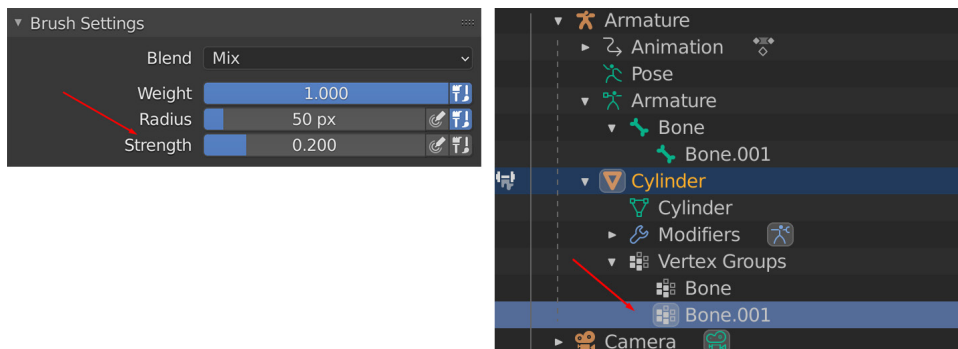 Brush Settings
Blend Mix
Weight 1.000
Radius 50 px
Strength 0.200
Armature
Animation
Pose
Armature
Bone
Bone.001
Cylinder
Cylinder
Modifiers
Vertex Groups
Bone
Bone.001
Camera